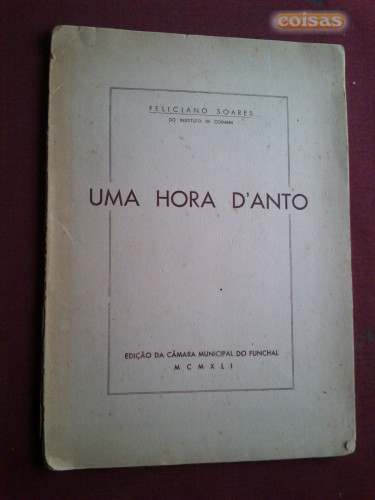 coisas
FELICIANO SOARES
DO INSTITUTO DE COIMBRA
UMA HORA D'ANTO
EDIÇÃO DA CÂMARA MUNICIPAL DO FUNCHAL
MCMXLI